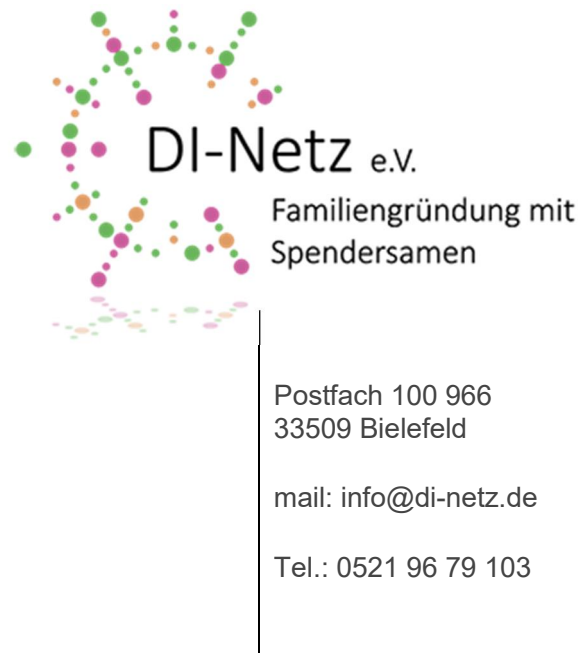 DI-Netz e.V.
Familiengründung mit
Spendersamen
Postfach 100 966
33509 Bielefeld
mail: info@di-netz.de
Tel.: 0521 96 79 103